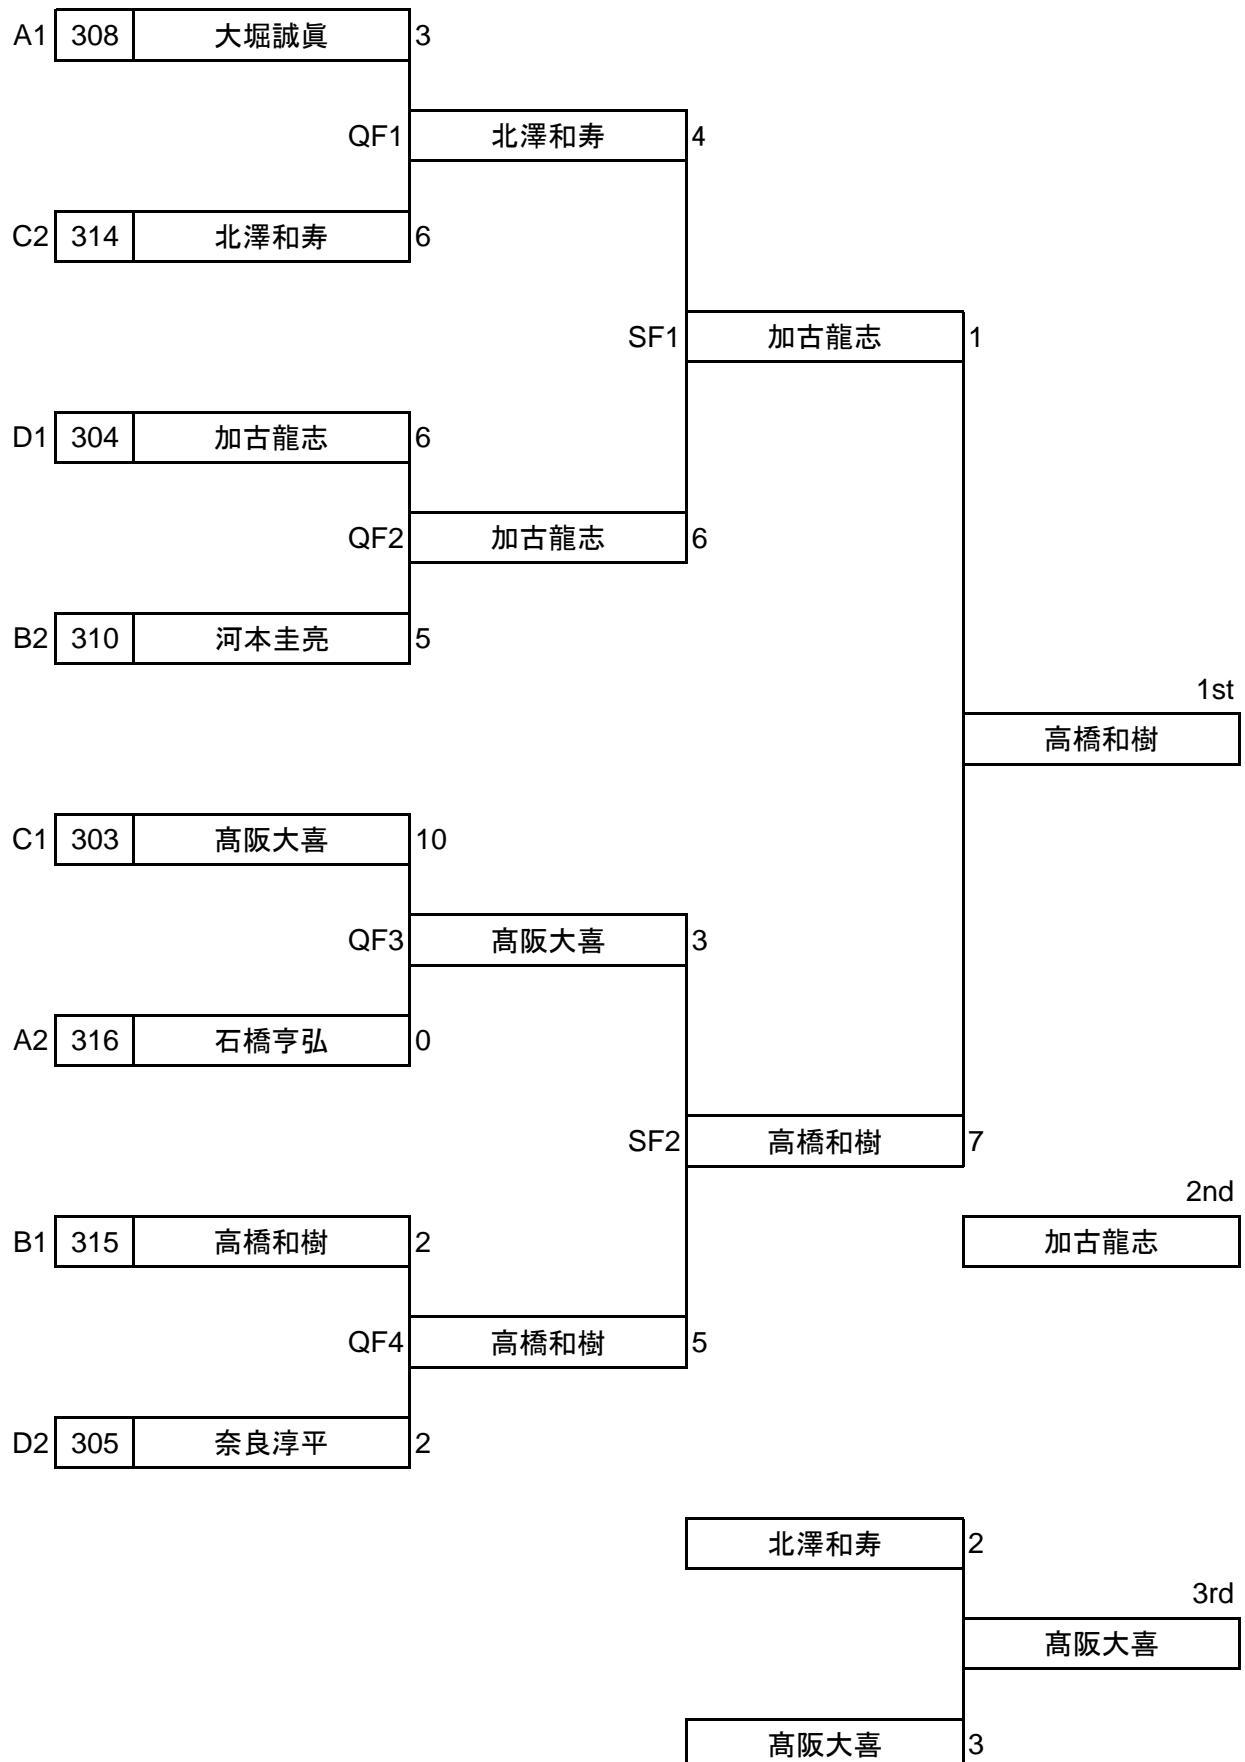 A1 308 大堀誠眞 3
QF1 北澤和寿 4
C2 314 北澤和寿 6
SF1 加古龍志 1
D1 304 加古龍志 6
QF2 加古龍志 6
B2 310 河本圭亮 5
1st
高橋和樹
C1 303 髙阪大喜 10
QF3 髙阪大喜 3
A2 316 石橋亨弘 0
SF2 高橋和樹 7
2nd
B1 315 高橋和樹 2
加古龍志
QF4 高橋和樹 5
D2 305 奈良淳平 2
北澤和寿 2
3rd
髙阪大喜
髙阪大喜 3